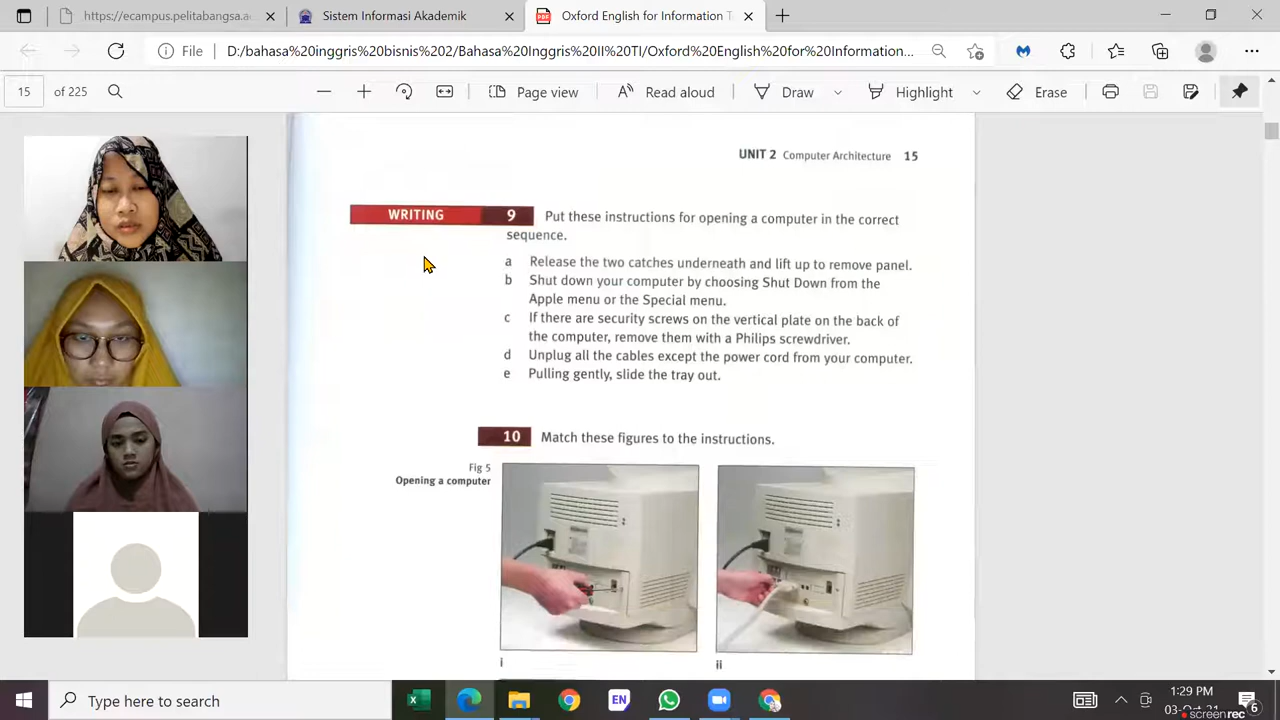 https://ecampus.pelitabangsa.a
Sistem Informasi Akademik
Oxford English for Information T
File
D:/bahasa%20inggris%20bisnis%202/Bahasa%20Inggris%20II%20TI/Oxford%20English%20for%20Information...
15
of 225
Page view
Read aloud
Draw
Highlight
Erase
UNIT 2 Computer Architecture 15
WRITING 9 Put these instructions for opening a computer in the correct
sequence.
a Release the two catches underneath and lift up to remove panel.
b Shut down your computer by choosing Shut Down from the
Apple menu or the Special menu.
c If there are security screws on the vertical plate on the back of
the computer, remove them with a Philips screwdriver.
d Unplug all the cables except the power cord from your computer.
e Pulling gently, slide the tray out.
10 Match these figures to the instructions.
Fig 5
Opening a computer
i
ii
Type here to search
EN
1:29 PM
03-Oct-21
6
screenrec